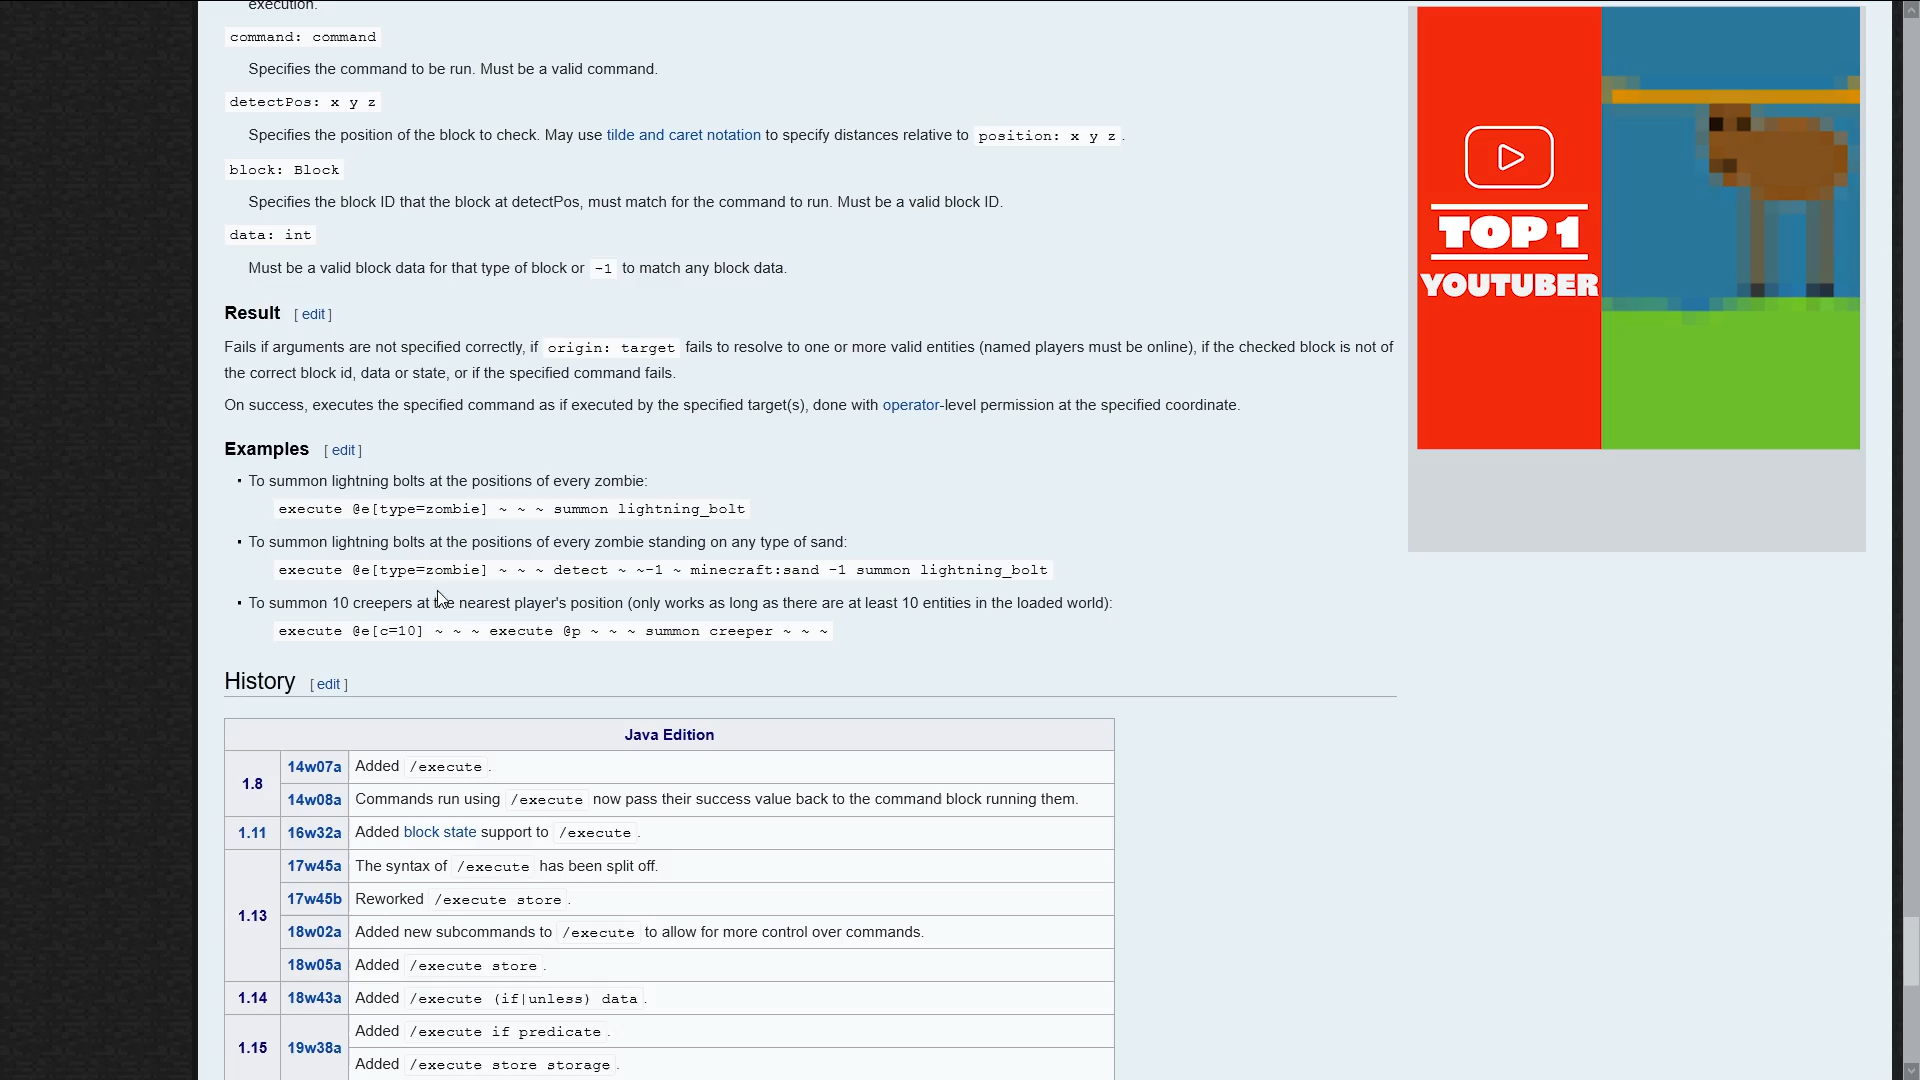 execution.
command: command
Specifies the command to be run. Must be a valid command.
detectPos: x y z
Specifies the position of the block to check. May use tilde and caret notation to specify distances relative to position: x y z .
block: Block
Specifies the block ID that the block at detectPos, must match for the command to run. Must be a valid block ID.
data: int
Must be a valid block data for that type of block or -1 to match any block data.
Result [ edit ]
Fails if arguments are not specified correctly, if origin: target fails to resolve to one or more valid entities (named players must be online), if the checked block is not of
the correct block id, data or state, or if the specified command fails.
On success, executes the specified command as if executed by the specified target(s), done with operator-level permission at the specified coordinate.
Examples [ edit ]
To summon lightning bolts at the positions of every zombie:
execute @e[type=zombie] ~ ~ ~ summon lightning_bolt
To summon lightning bolts at the positions of every zombie standing on any type of sand:
execute @e[type=zombie] ~ ~ ~ detect ~ ~-1 ~ minecraft:sand -1 summon lightning_bolt
To summon 10 creepers at the nearest player's position (only works as long as there are at least 10 entities in the loaded world):
execute @e[c=10] ~ ~ ~ execute @p ~ ~ ~ summon creeper ~ ~ ~
History [ edit ]
Java Edition
1.8 14w07a Added /execute .
14w08a Commands run using /execute now pass their success value back to the command block running them.
1.11 16w32a Added block state support to /execute .
1.13 17w45a The syntax of /execute has been split off.
17w45b Reworked /execute store .
18w02a Added new subcommands to /execute to allow for more control over commands.
18w05a Added /execute store .
1.14 18w43a Added /execute (if|unless) data .
1.15 19w38a Added /execute if predicate .
Added /execute store storage .
TOP 1
YOUTUBER